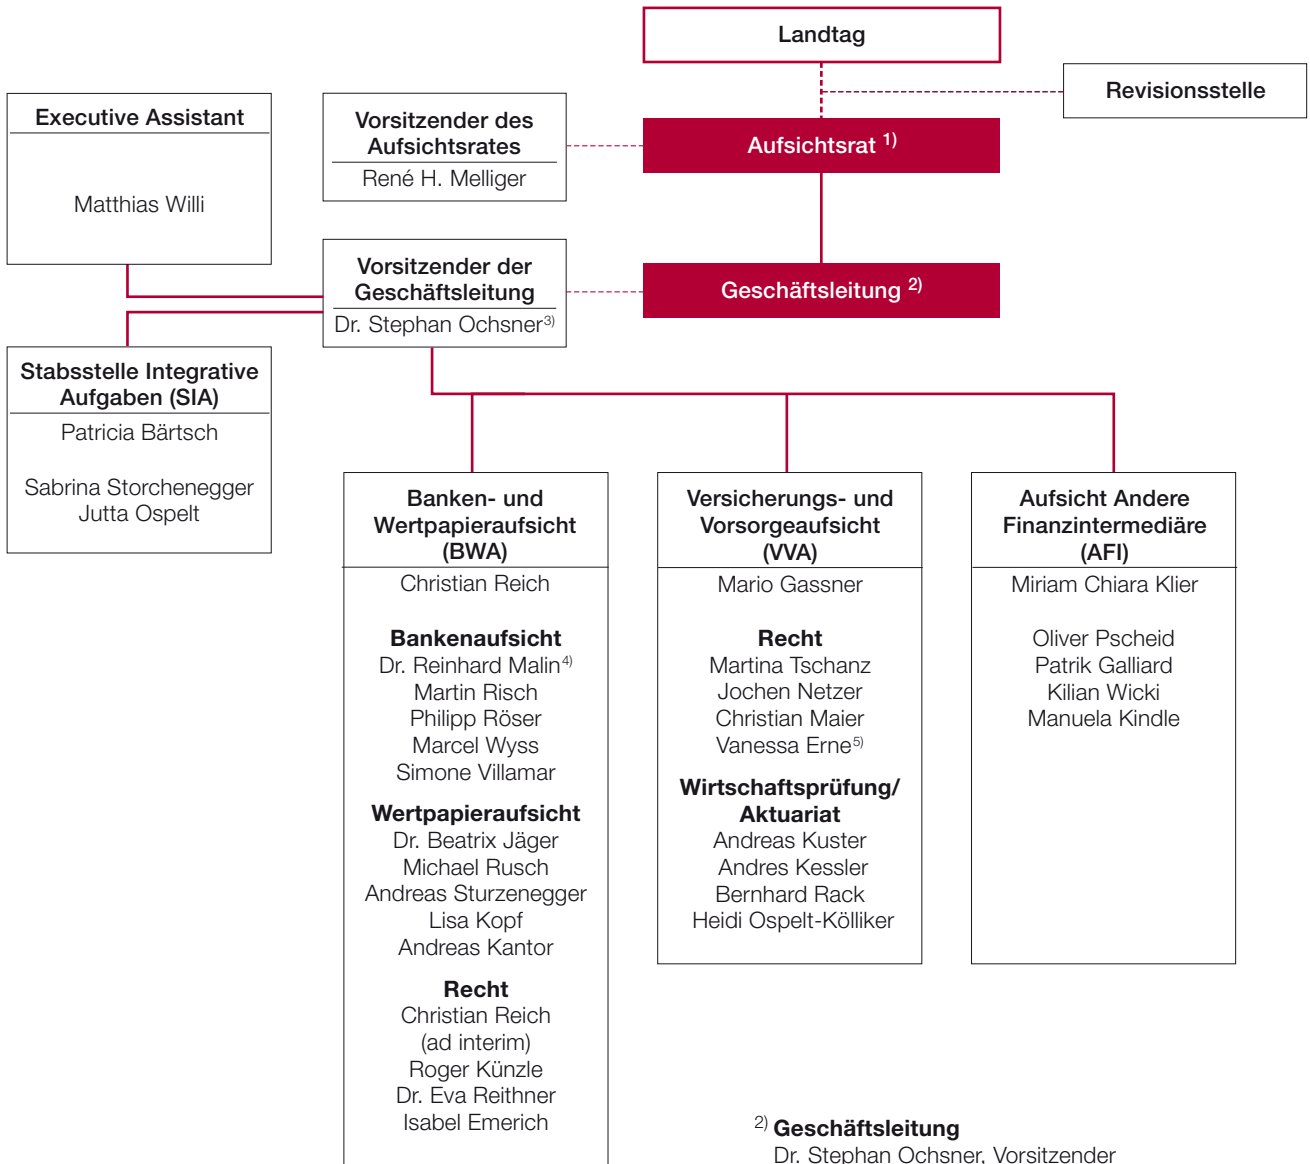 Landtag
Revisionsstelle
Executive Assistant
Matthias Willi
Vorsitzender des
Aufsichtsrates
René H. Melliger
Aufsichtsrat 1)
Vorsitzender der
Geschäftsleitung
Dr. Stephan Ochsner3)
Geschäftsleitung 2)
Stabsstelle Integrative
Aufgaben (SIA)
Patricia Bärtsch
Sabrina Storchenegger
Jutta Ospelt
Banken- und
Wertpapieraufsicht
(BWA)
Christian Reich
Bankenaufsicht
Dr. Reinhard Malin4)
Martin Risch
Philipp Röser
Marcel Wyss
Simone Villamar
Wertpapieraufsicht
Dr. Beatrix Jäger
Michael Rusch
Andreas Sturzenegger
Lisa Kopf
Andreas Kantor
Recht
Christian Reich
(ad interim)
Roger Künzle
Dr. Eva Reithner
Isabel Emerich
Versicherungs- und
Vorsorgeaufsicht
(VVA)
Mario Gassner
Recht
Martina Tschanz
Jochen Netzer
Christian Maier
Vanessa Erne5)
Wirtschaftsprüfung/
Aktuariat
Andreas Kuster
Andres Kessler
Bernhard Rack
Heidi Ospelt-Kölliker
Aufsicht Andere
Finanzintermediäre
(AFI)
Miriam Chiara Klier
Oliver Pscheid
Patrik Galliard
Kilian Wicki
Manuela Kindle
2) Geschäftsleitung
Dr. Stephan Ochsner, Vorsitzender